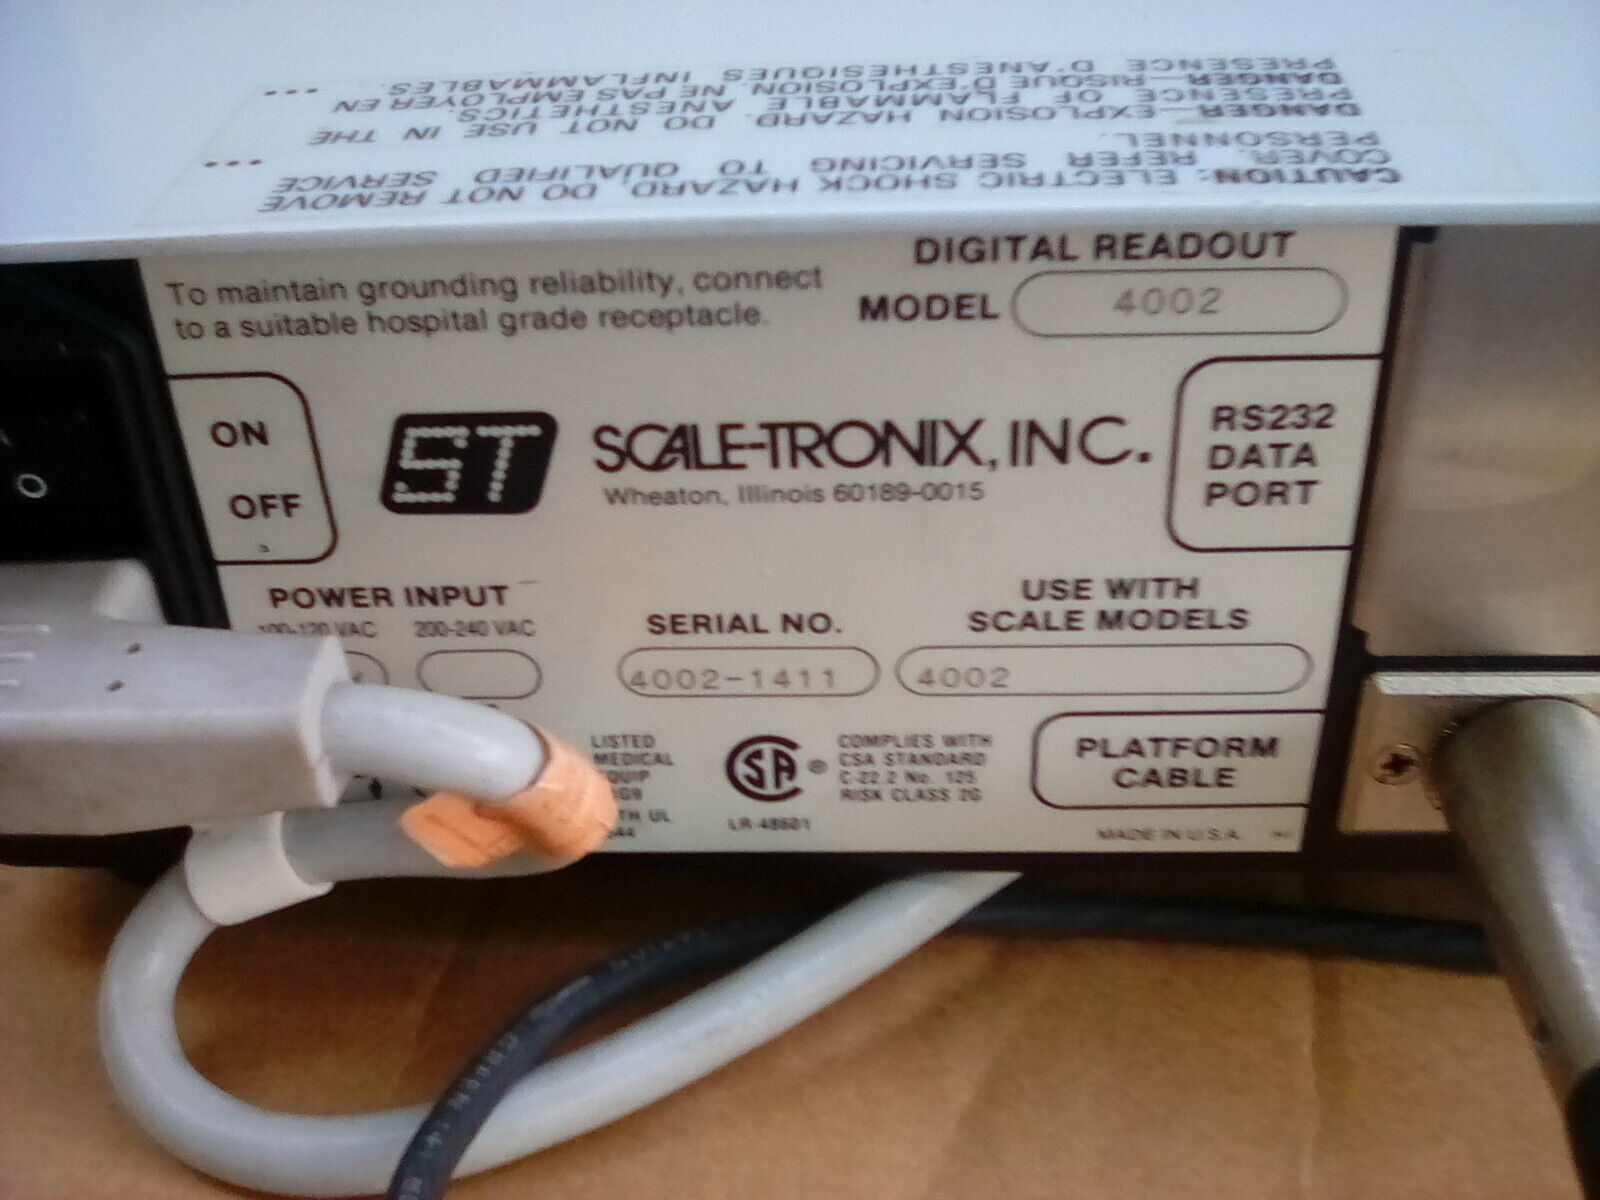 CAUTION: ELECTRIC SHOCK HAZARD, DO NOT REMOVE
COVER. REFER SERVICING TO QUALIFIED SERVICE
PERSONNEL. •••
DANGER—EXPLOSION HAZARD. DO NOT USE IN THE
PRESENCE OF FLAMMABLE ANESTHETICS.
DANGER—RISQUE D'EXPLOSION. NE PAS EMPLOYER EN
PRESENCE D'ANESTHESIQUES INFLAMMABLES. •••
To maintain grounding reliability, connect
to a suitable hospital grade receptacle.
DIGITAL READOUT
MODEL 4002
ON
OFF
ST
SCALE-TRONIX, INC.
Wheaton, Illinois 60189-0015
RS232
DATA
PORT
POWER INPUT
100-120 VAC 200-240 VAC
SERIAL NO.
4002-1411
USE WITH
SCALE MODELS
4002
LISTED
MEDICAL
UL
CSA ®
LR 48601
COMPLIES WITH
CSA STANDARD
C-22.2 No. 125
RISK CLASS 2G
PLATFORM
CABLE
MADE IN U.S.A.